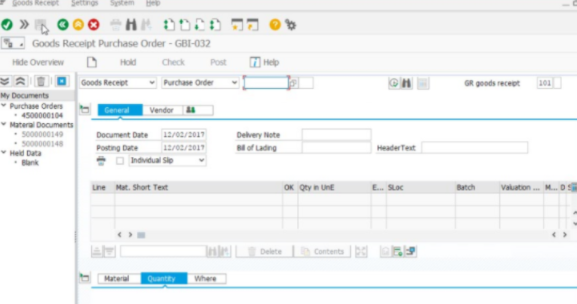 Goods Receipt Settings System Help
Goods Receipt Purchase Order - GBI-032
Hide Overview Hold Check Post Help
My Documents
Purchase Orders
4500000104
Material Documents
5000000149
5000000148
Held Data
Blank
Goods Receipt Purchase Order GR goods receipt 101
General Vendor
Document Date 12/02/2017 Delivery Note
Posting Date 12/02/2017 Bill of Lading HeaderText
Individual Slip
Line Mat. Short Text OK Qty in UnE E... SLoc Batch Valuation ... M... D S
Delete Contents
Material Quantity Where